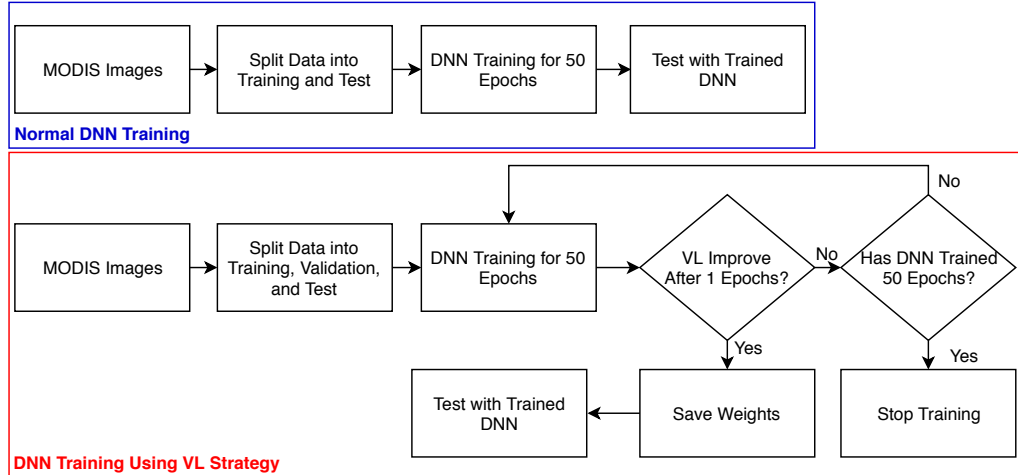 MODIS Images
Split Data into
Training and Test
DNN Training for 50
Epochs
Test with Trained
DNN
Normal DNN Training
No
MODIS Images
Split Data into
Training, Validation,
and Test
DNN Training for 50
Epochs
VL Improve
After 1 Epochs?
No
Has DNN Trained
50 Epochs?
Yes
Yes
Test with Trained
DNN
Save Weights
Stop Training
DNN Training Using VL Strategy